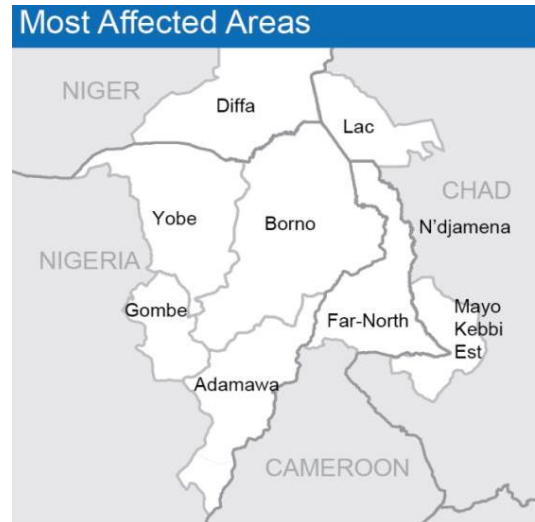 Most Affected Areas
NIGER
Diffa
Lac
CHAD
Yobe
Borno
N'djamena
NIGERIA
Gombe
Far-North
Mayo
Kebbi
Est
Adamawa
CAMEROON